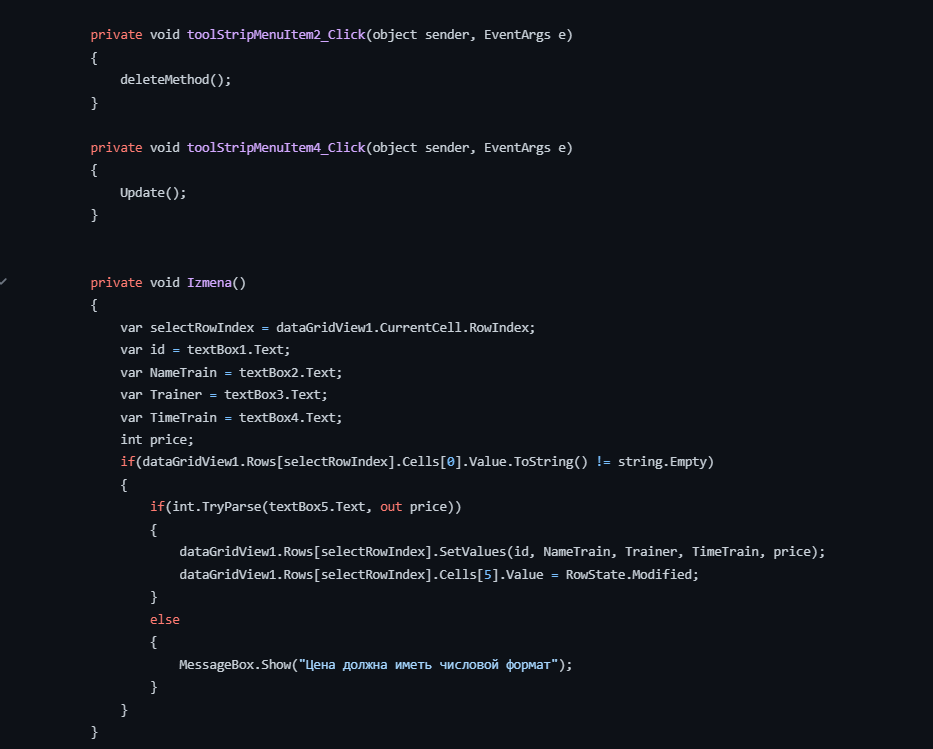 private void toolStripMenuItem2_Click(object sender, EventArgs e)
{
deleteMethod();
}
private void toolStripMenuItem4_Click(object sender, EventArgs e)
{
Update();
}
private void Izmena()
{
var selectRowIndex = dataGridView1.CurrentCell.RowIndex;
var id = textBox1.Text;
var NameTrain = textBox2.Text;
var Trainer = textBox3.Text;
var TimeTrain = textBox4.Text;
int price;
if(dataGridView1.Rows[selectRowIndex].Cells[0].Value.ToString() != string.Empty)
{
if(int.TryParse(textBox5.Text, out price))
{
dataGridView1.Rows[selectRowIndex].SetValues(id, NameTrain, Trainer, TimeTrain, price);
dataGridView1.Rows[selectRowIndex].Cells[5].Value = RowState.Modified;
}
else
{
MessageBox.Show("Цена должна иметь числовой формат");
}
}
}